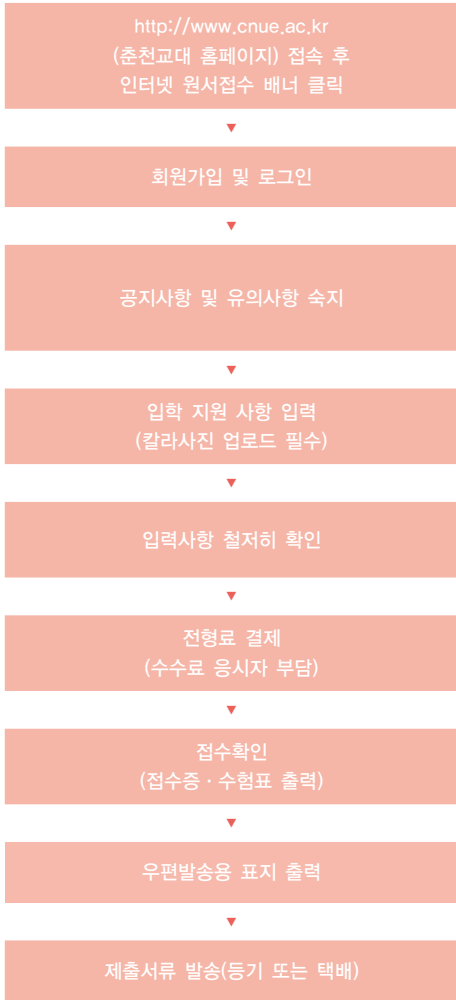 http://www.cnue.ac.kr
(춘천교대 홈페이지) 접속 후
인터넷 원서접수 배너 클릭
▼
회원가입 및 로그인
▼
공지사항 및 유의사항 숙지
▼
입학 지원 사항 입력
(칼라사진 업로드 필수)
▼
입력사항 철저히 확인
▼
전형료 결제
(수수료 응시자 부담)
▼
접수확인
(접수증 · 수험표 출력)
▼
우편발송용 표지 출력
▼
제출서류 발송(등기 또는 택배)